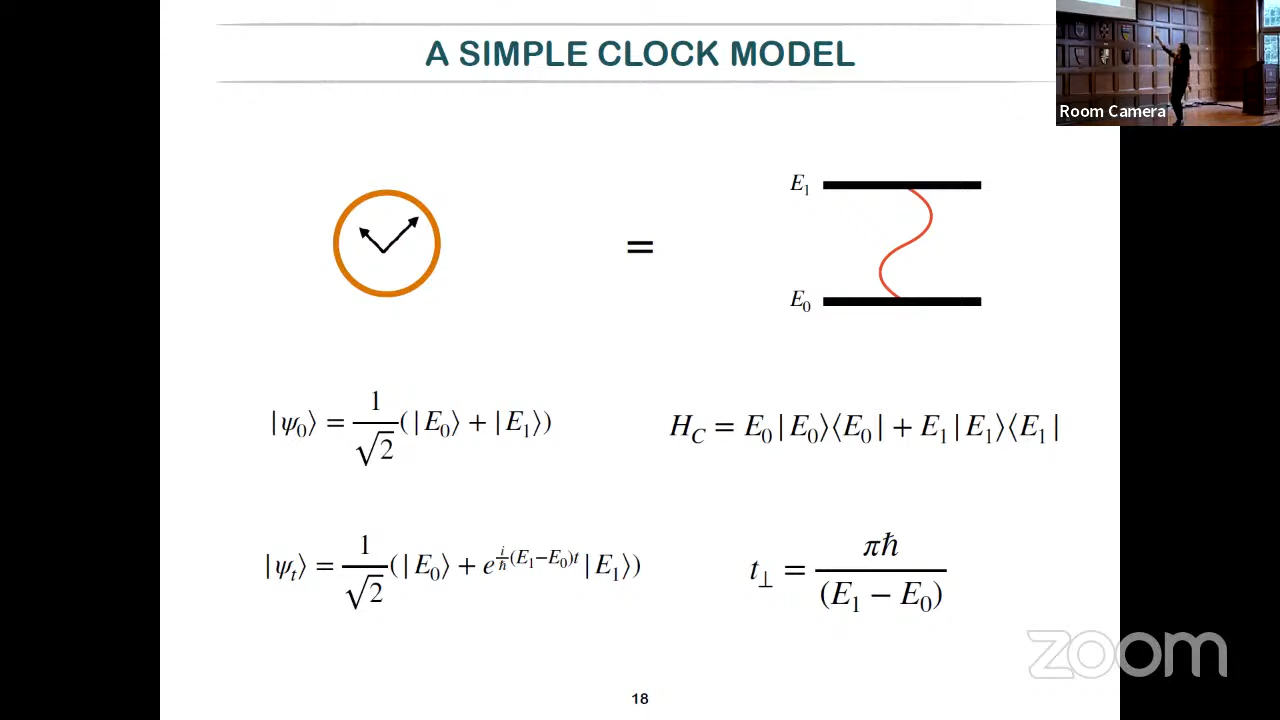 A SIMPLE CLOCK MODEL
Room Camera
E₁
=
E₀
|ψ₀⟩ = 1/√2 (|E₀⟩ + |E₁⟩)
H_C = E₀|E₀⟩⟨E₀| + E₁|E₁⟩⟨E₁|
|ψ_t⟩ = 1/√2 (|E₀⟩ + e^{i/ħ (E₁−E₀)t}|E₁⟩)
t_⊥ = πħ/(E₁ − E₀)
zoom
18